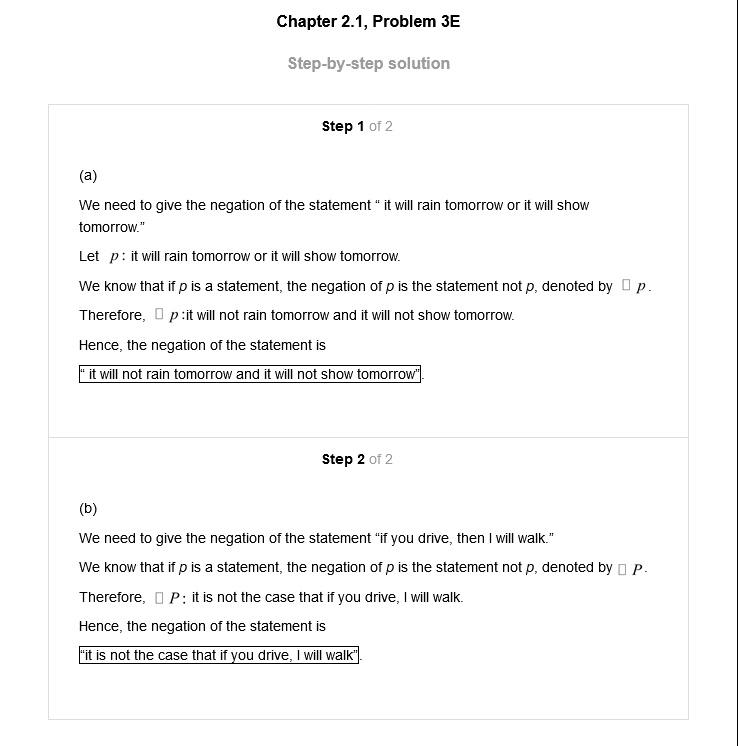 Chapter 2.1, Problem 3E
Step-by-step solution
Step 1 of 2
(a)
We need to give the negation of the statement “ it will rain tomorrow or it will show
tomorrow.”
Let p: it will rain tomorrow or it will show tomorrow.
We know that if p is a statement, the negation of p is the statement not p, denoted by □ p.
Therefore, □ p:it will not rain tomorrow and it will not show tomorrow.
Hence, the negation of the statement is
“ it will not rain tomorrow and it will not show tomorrow”.
Step 2 of 2
(b)
We need to give the negation of the statement “if you drive, then I will walk.”
We know that if p is a statement, the negation of p is the statement not p, denoted by □ P.
Therefore, □ P: it is not the case that if you drive, I will walk.
Hence, the negation of the statement is
“it is not the case that if you drive, I will walk”.